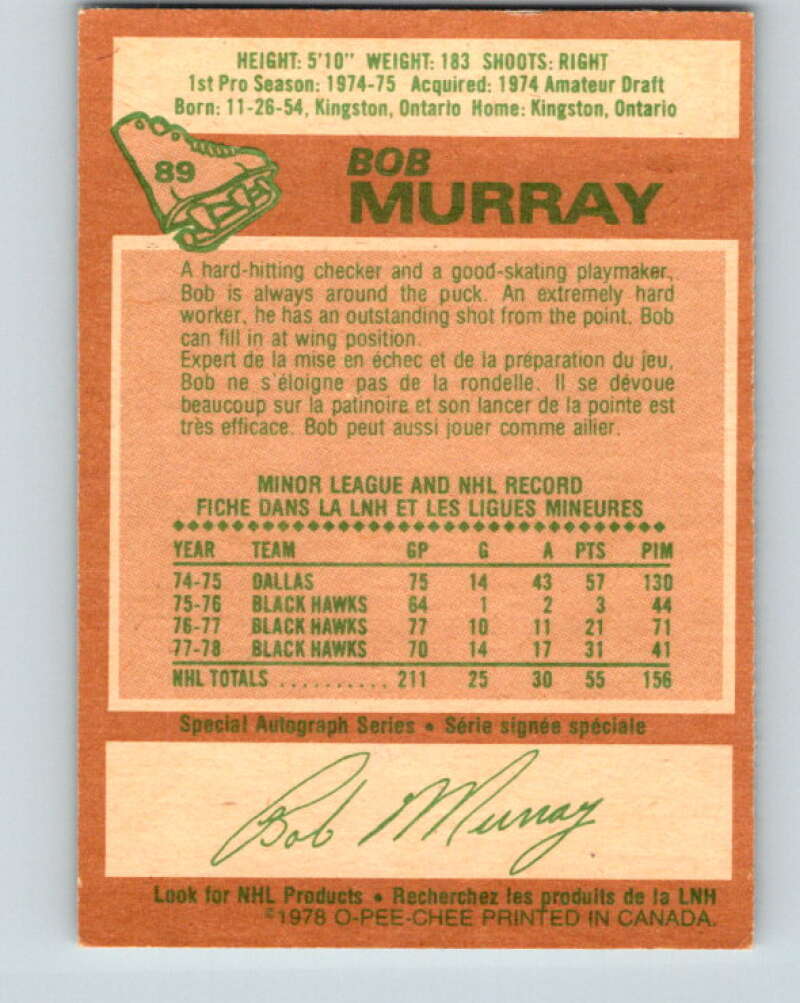 HEIGHT: 5'10" WEIGHT: 183 SHOOTS: RIGHT
1st Pro Season: 1974-75 Acquired: 1974 Amateur Draft
Born: 11-26-54, Kingston, Ontario Home: Kingston, Ontario
89
BOB
MURRAY
A hard-hitting checker and a good-skating playmaker,
Bob is always around the puck. An extremely hard
worker, he has an outstanding shot from the point. Bob
can fill in at wing position.
Expert de la mise en échec et de la préparation du jeu,
Bob ne s'éloigne pas de la rondelle. Il se dévoue
beaucoup sur la patinoire et son lancer de la pointe est
très efficace. Bob peut aussi jouer comme ailier.
MINOR LEAGUE AND NHL RECORD
FICHE DANS LA LNH ET LES LIGUES MINEURES
YEAR TEAM GP G A PTS PIM
74-75 DALLAS 75 14 43 57 130
75-76 BLACK HAWKS 64 1 2 3 44
76-77 BLACK HAWKS 77 10 11 21 71
77-78 BLACK HAWKS 70 14 17 31 41
NHL TOTALS .......... 211 25 30 55 156
Special Autograph Series • Série signée spéciale
Bob Murray
Look for NHL Products • Recherchez les produits de la LNH
©1978 O-PEE-CHEE PRINTED IN CANADA.